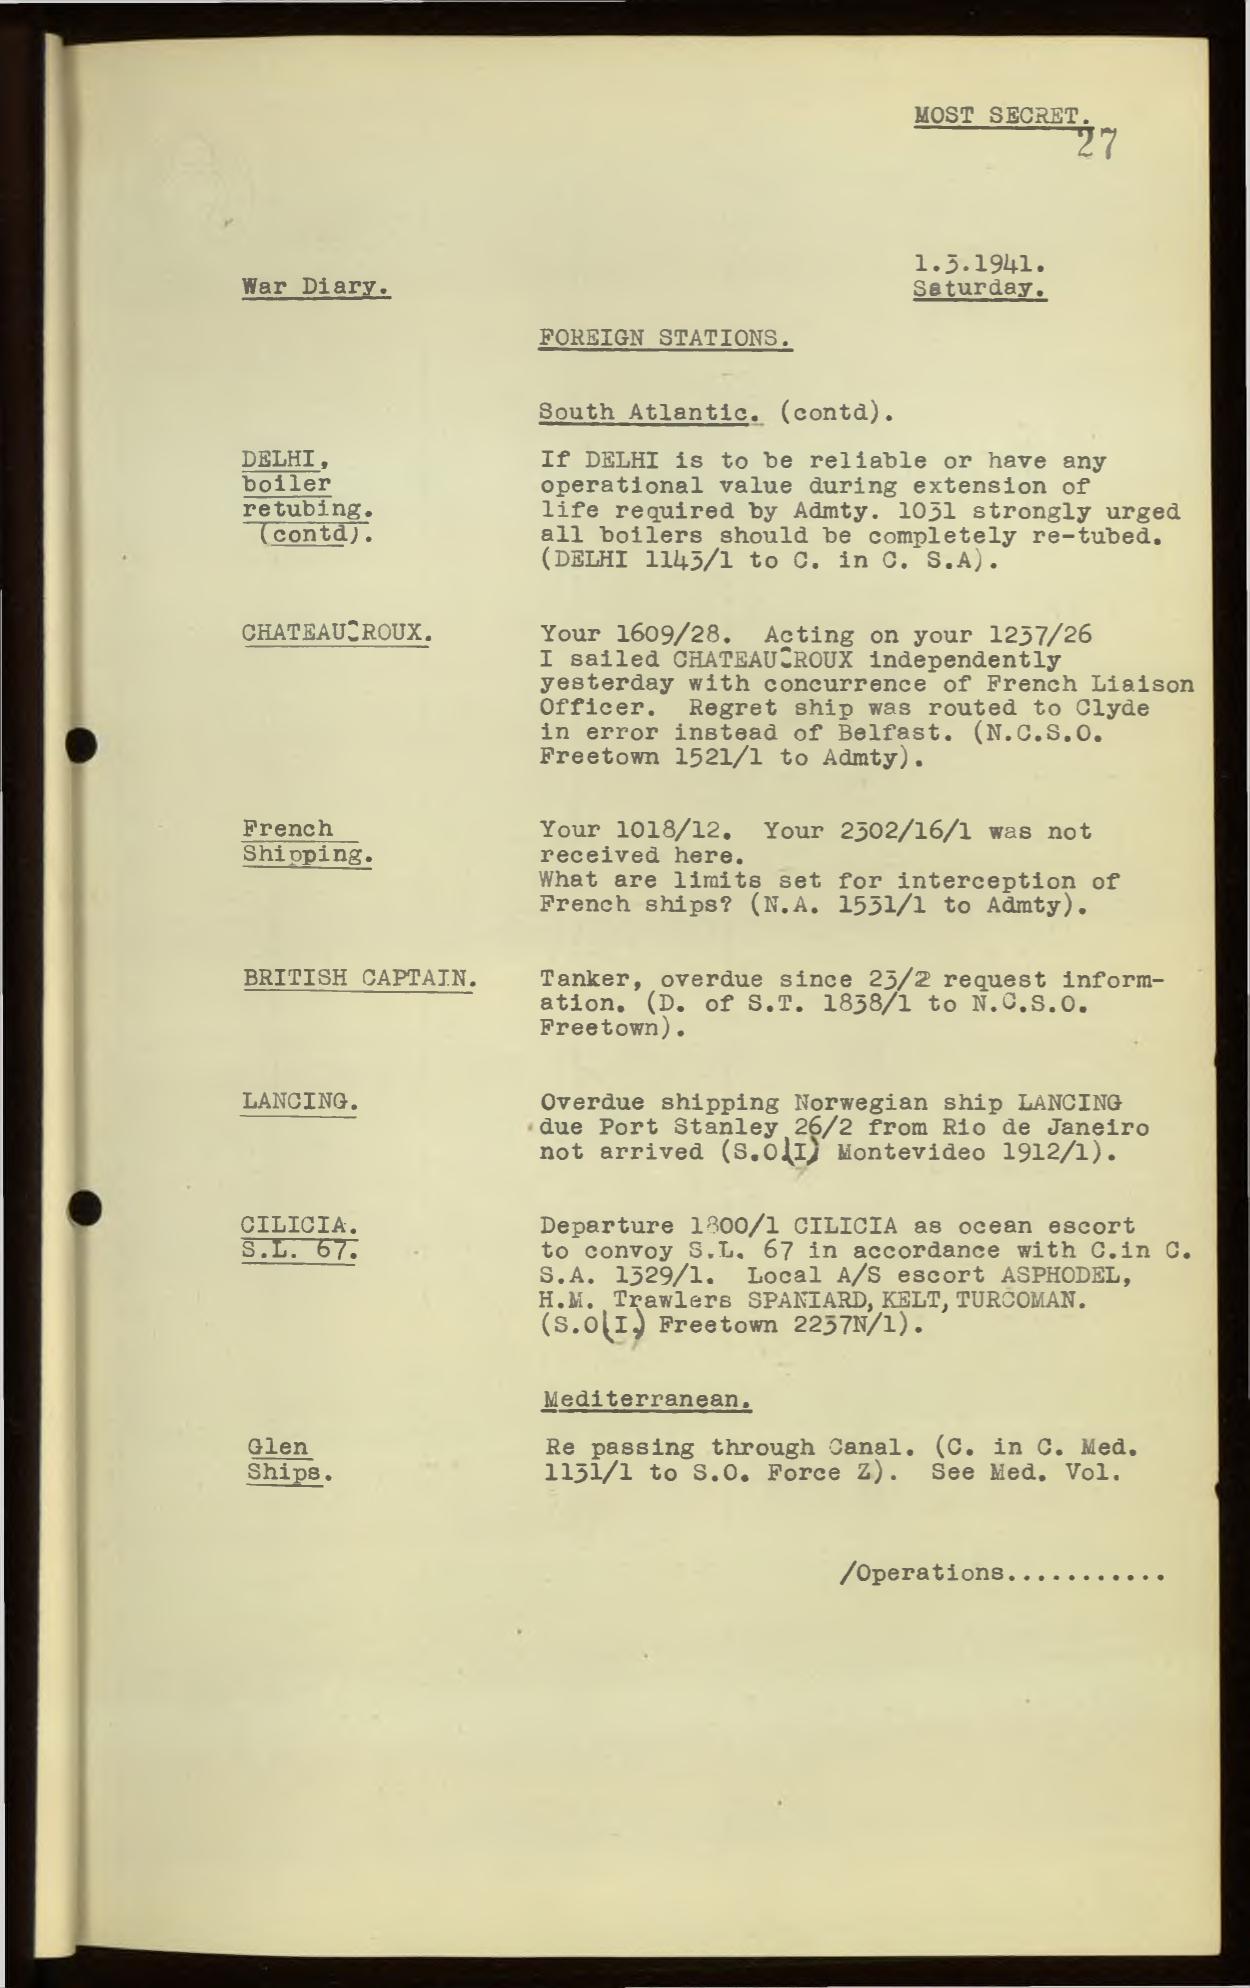 MOST SECRET.
27
1.3.1941.
War Diary.
Saturday.
FOREIGN STATIONS.
South Atlantic. (contd).
DELHI,
boiler
retubing.
(contd).
If DELHI is to be reliable or have any
operational value during extension of
life required by Admty. 1031 strongly urged
all boilers should be completely re-tubed.
(DELHI 1143/1 to C. in C. S.A).
CHATEAU-ROUX.
Your 1609/28. Acting on your 1237/26
I sailed CHATEAU-ROUX independently
yesterday with concurrence of French Liaison
Officer. Regret ship was routed to Clyde
in error instead of Belfast. (N.C.S.O.
Freetown 1521/1 to Admty).
French
Shipping.
Your 1018/12. Your 2302/16/1 was not
received here.
What are limits set for interception of
French ships? (N.A. 1531/1 to Admty).
BRITISH CAPTAIN.
Tanker, overdue since 23/2 request inform-
ation. (D. of S.T. 1838/1 to N.C.S.O.
Freetown).
LANCING.
Overdue shipping Norwegian ship LANCING
due Port Stanley 26/2 from Rio de Janeiro
not arrived (S.O.(I) Montevideo 1912/1).
CILICIA.
S.L. 67.
Departure 1800/1 CILICIA as ocean escort
to convoy S.L. 67 in accordance with C.in C.
S.A. 1329/1. Local A/S escort ASPHODEL,
H.M. Trawlers SPANIARD, KELT, TURCOMAN.
(S.O(I.) Freetown 2237N/1).
Mediterranean.
Glen
Ships.
Re passing through Canal. (C. in C. Med.
1131/1 to S.O. Force Z). See Med. Vol.
/Operations...........